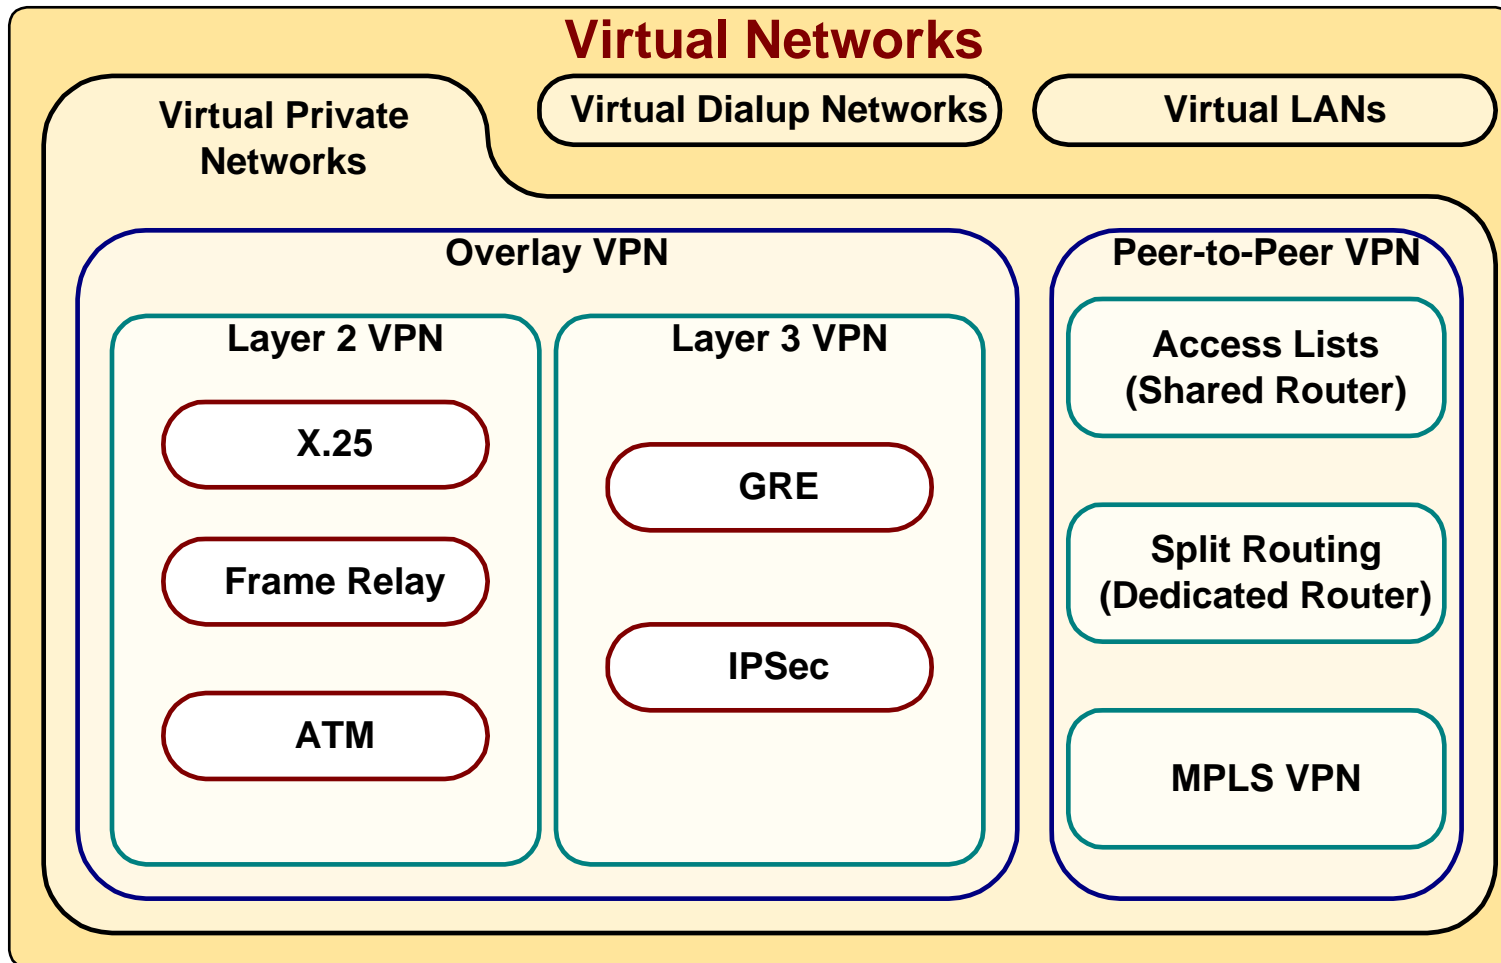 Virtual Networks
Virtual Private
Networks
Virtual Dialup Networks
Virtual LANs
Overlay VPN
Layer 2 VPN
X.25
Frame Relay
ATM
Layer 3 VPN
GRE
IPSec
Peer-to-Peer VPN
Access Lists
(Shared Router)
Split Routing
(Dedicated Router)
MPLS VPN